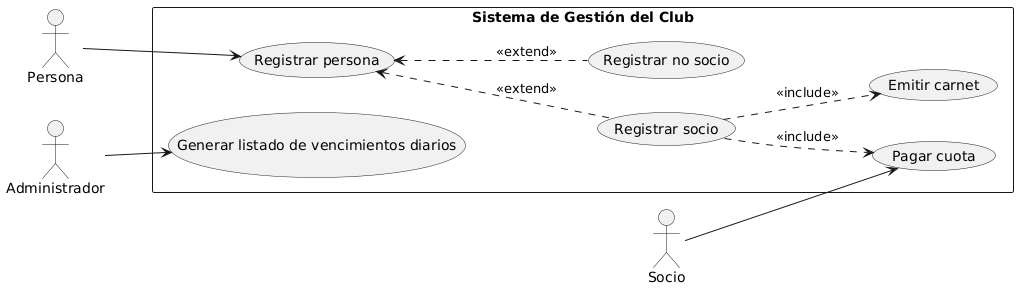 Sistema de Gestión del Club
Persona
Registrar persona
«extend»
Registrar no socio
«extend»
Registrar socio
«include»
Emitir carnet
«include»
Pagar cuota
Administrador
Generar listado de vencimientos diarios
Socio